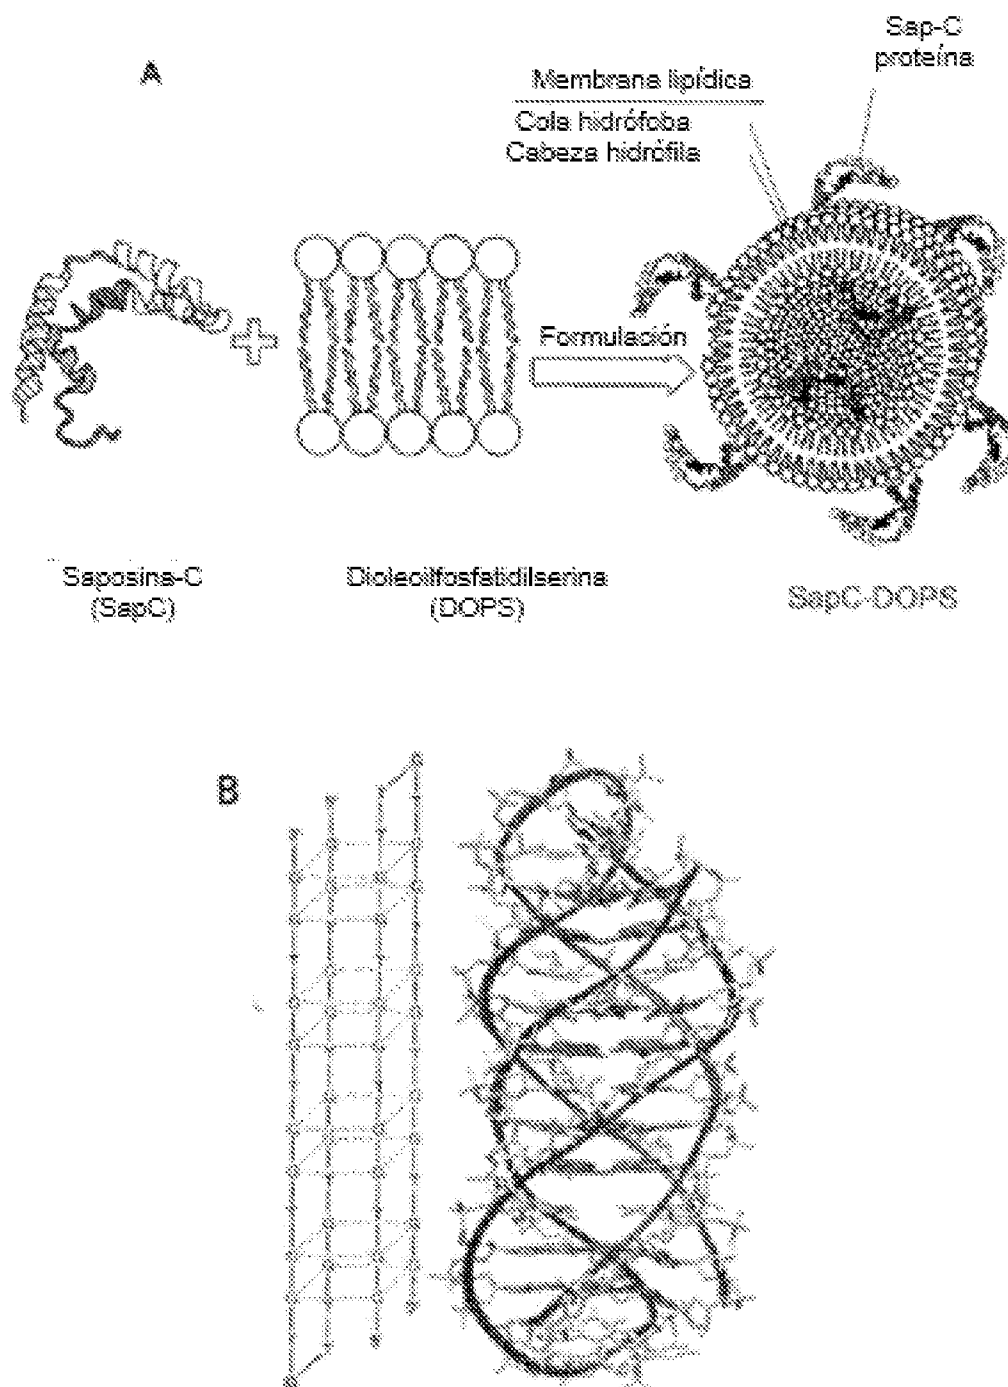 A
Sap-C
proteína
Membrana lipídica
Cola hidrófoba
Cabeza hidrófila
Formulación
Saposina-C
(SapC)
Dioleoilfosfatidilserina
(DOPS)
SapC-DOPS
B